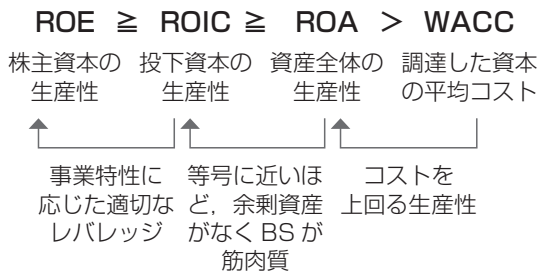 ROE ≧ ROIC ≧ ROA > WACC
株主資本の 投下資本の 資産全体の 調達した資本
生産性 生産性 生産性 の平均コスト
事業特性に 等号に近いほ コストを
応じた適切な ど，余剰資産 上回る生産性
レバレッジ がなく BS が
筋肉質